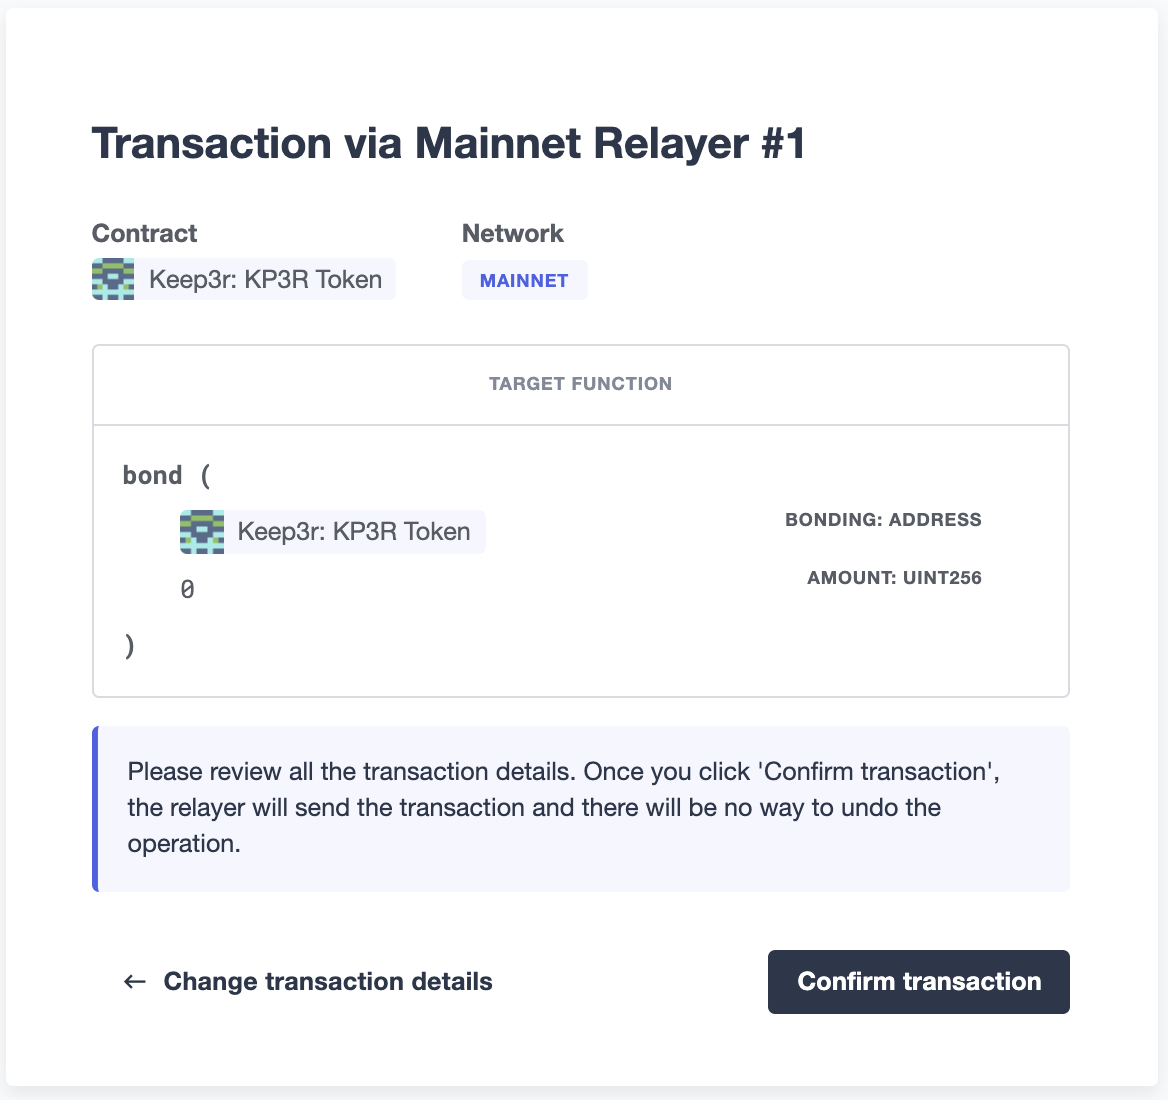 Transaction via Mainnet Relayer #1
Contract
Network
Keep3r: KP3R Token
MAINNET
TARGET FUNCTION
bond (
Keep3r: KP3R Token
BONDING: ADDRESS
0
AMOUNT: UINT256
)
Please review all the transaction details. Once you click 'Confirm transaction',
the relayer will send the transaction and there will be no way to undo the
operation.
← Change transaction details
Confirm transaction